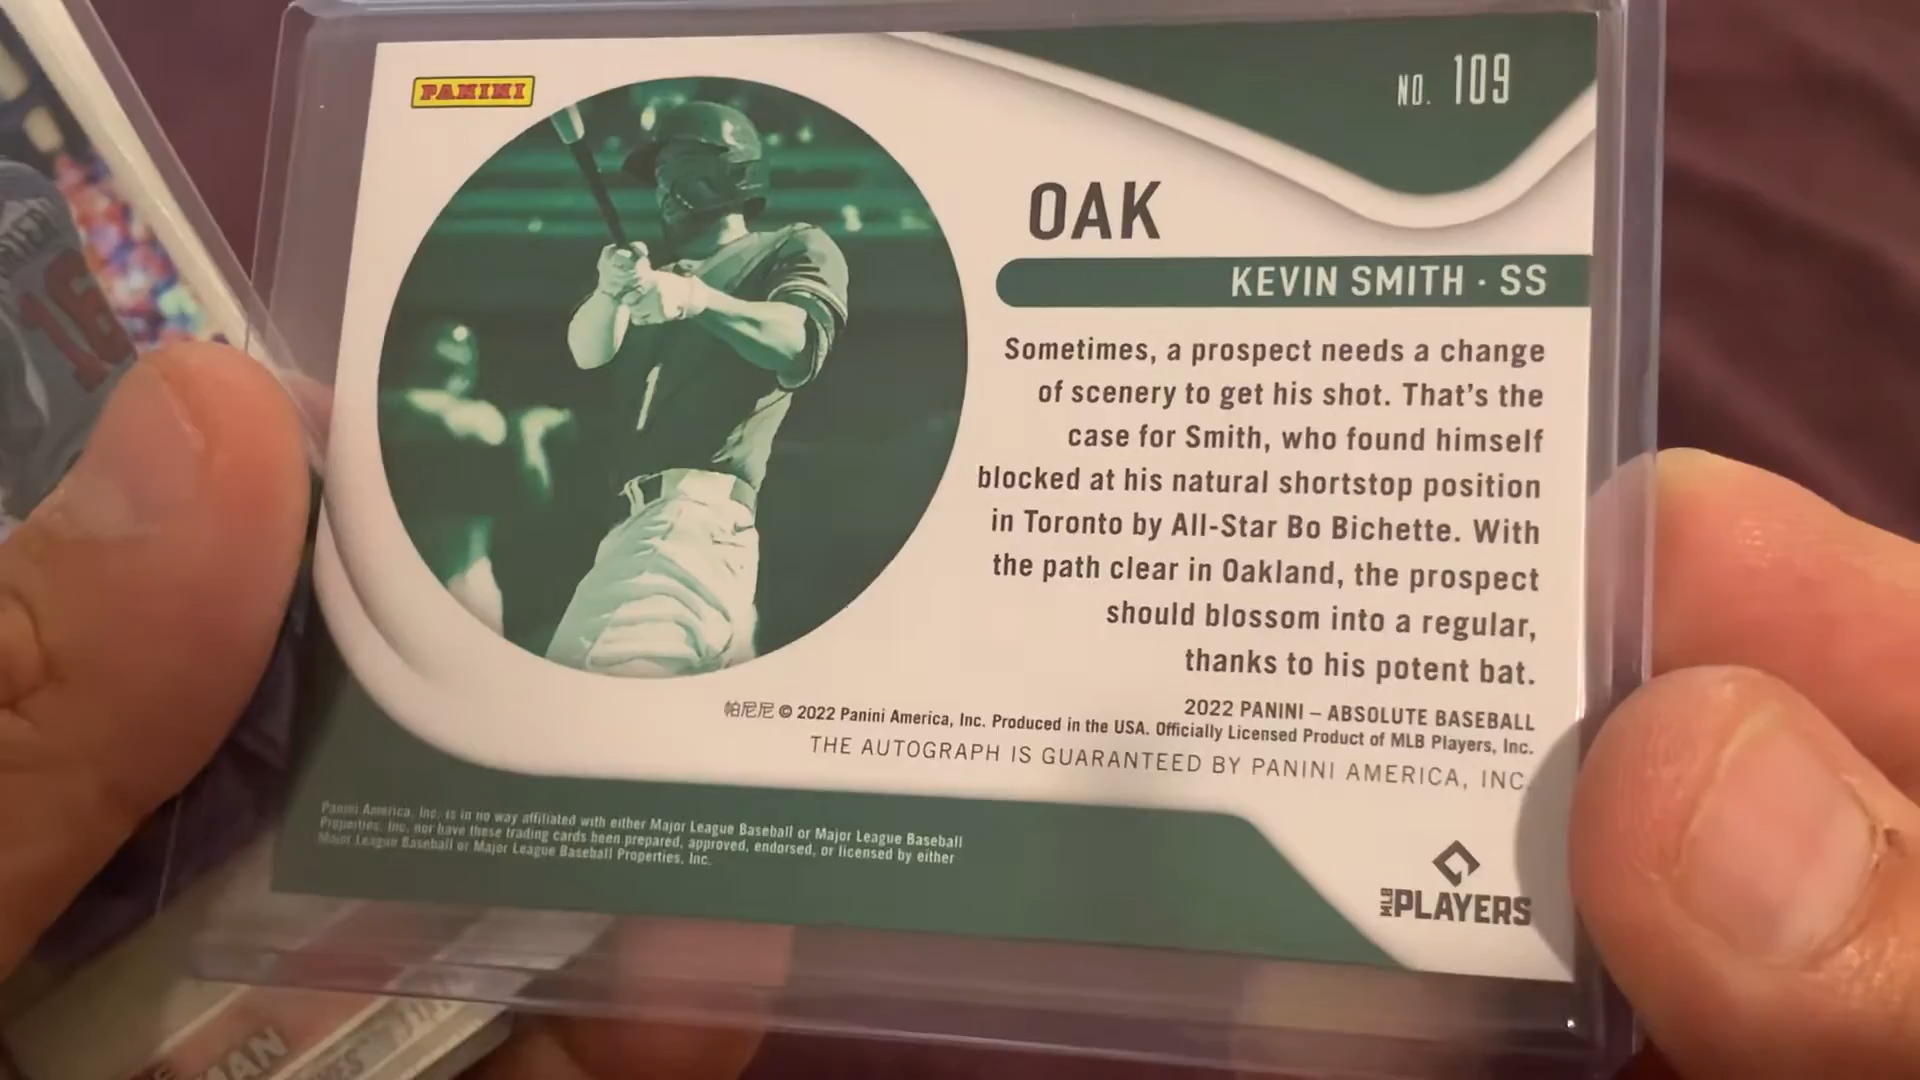 PANINI
NO. 109
OAK
KEVIN SMITH · SS
Sometimes, a prospect needs a change
of scenery to get his shot. That's the
case for Smith, who found himself
blocked at his natural shortstop position
in Toronto by All-Star Bo Bichette. With
the path clear in Oakland, the prospect
should blossom into a regular,
thanks to his potent bat.
2022 PANINI – ABSOLUTE BASEBALL
帕尼尼 © 2022 Panini America, Inc. Produced in the USA. Officially Licensed Product of MLB Players, Inc.
THE AUTOGRAPH IS GUARANTEED BY PANINI AMERICA, INC.
Panini America, Inc. is in no way affiliated with either Major League Baseball or Major League Baseball
Properties, Inc. nor have these trading cards been prepared, approved, endorsed, or licensed by either
Major League Baseball or Major League Baseball Properties, Inc.
MLB PLAYERS
16
1